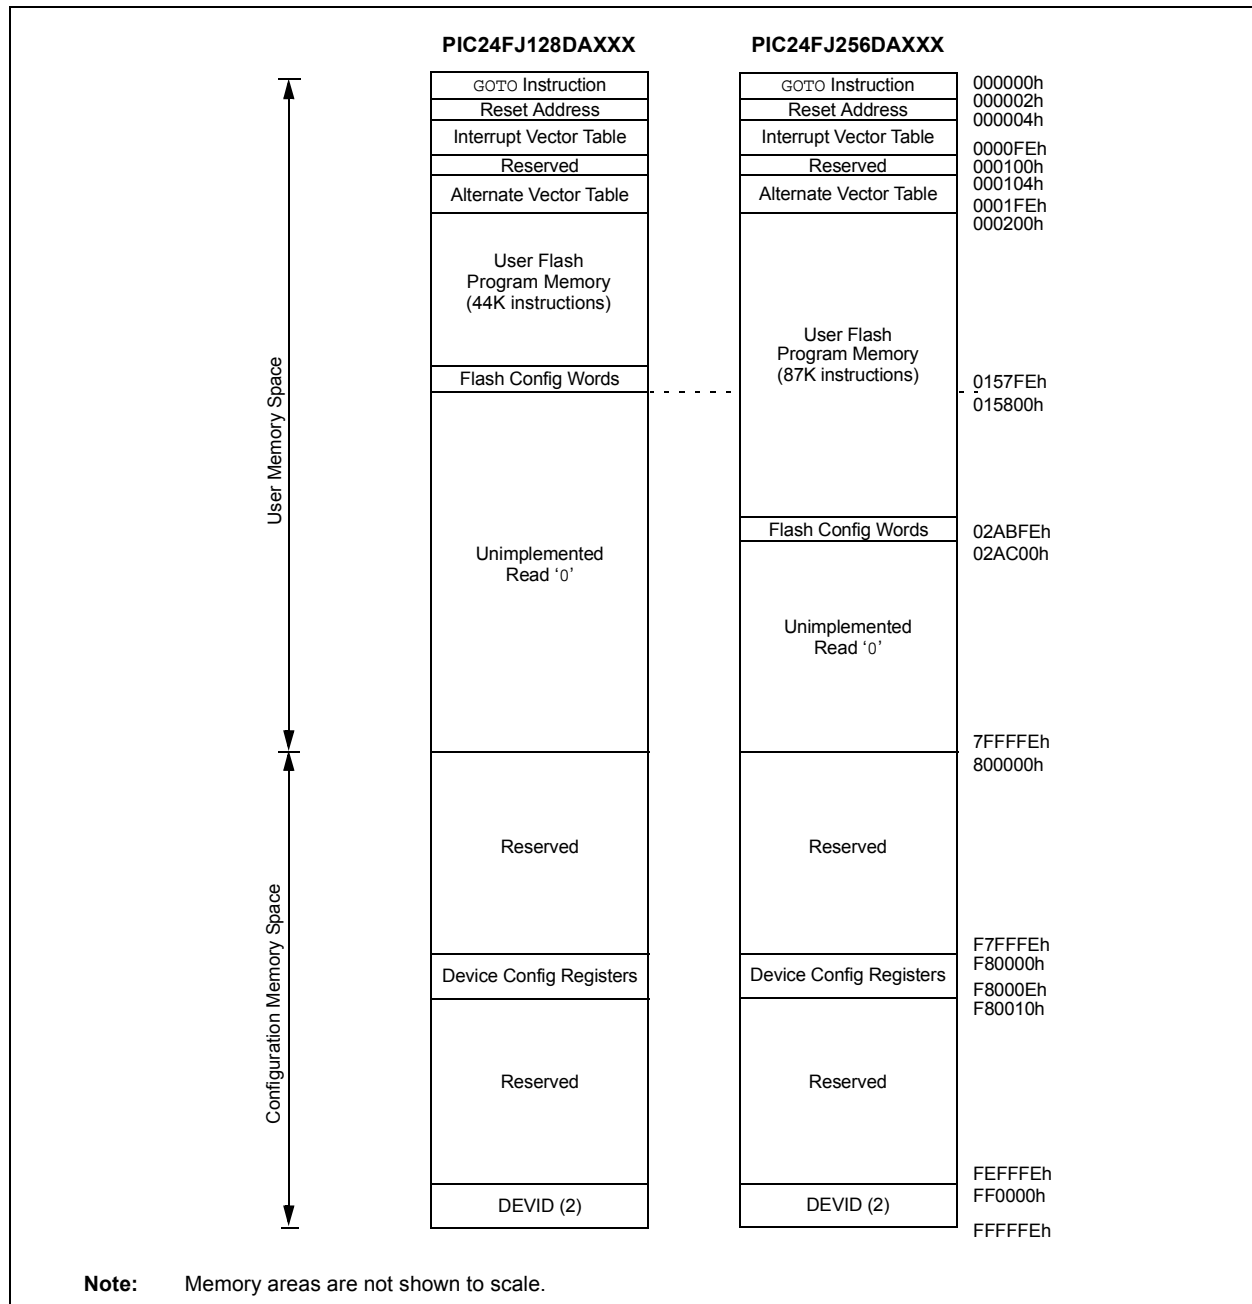 PIC24FJ128DAXXX
PIC24FJ256DAXXX
GOTO Instruction
GOTO Instruction
000000h
Reset Address
Reset Address
000002h
000004h
Interrupt Vector Table
Interrupt Vector Table
0000FEh
Reserved
Reserved
000100h
000104h
Alternate Vector Table
Alternate Vector Table
0001FEh
000200h
User Flash
Program Memory
(44K instructions)
User Flash
Program Memory
(87K instructions)
Flash Config Words
0157FEh
015800h
User Memory Space
Flash Config Words
02ABFEh
02AC00h
Unimplemented
Read ‘0’
Unimplemented
Read ‘0’
7FFFFEh
800000h
Reserved
Reserved
F7FFFEh
F80000h
Device Config Registers
Device Config Registers
F8000Eh
F80010h
Configuration Memory Space
Reserved
Reserved
FEFFFEh
FF0000h
DEVID (2)
DEVID (2)
FFFFFEh
Note: Memory areas are not shown to scale.